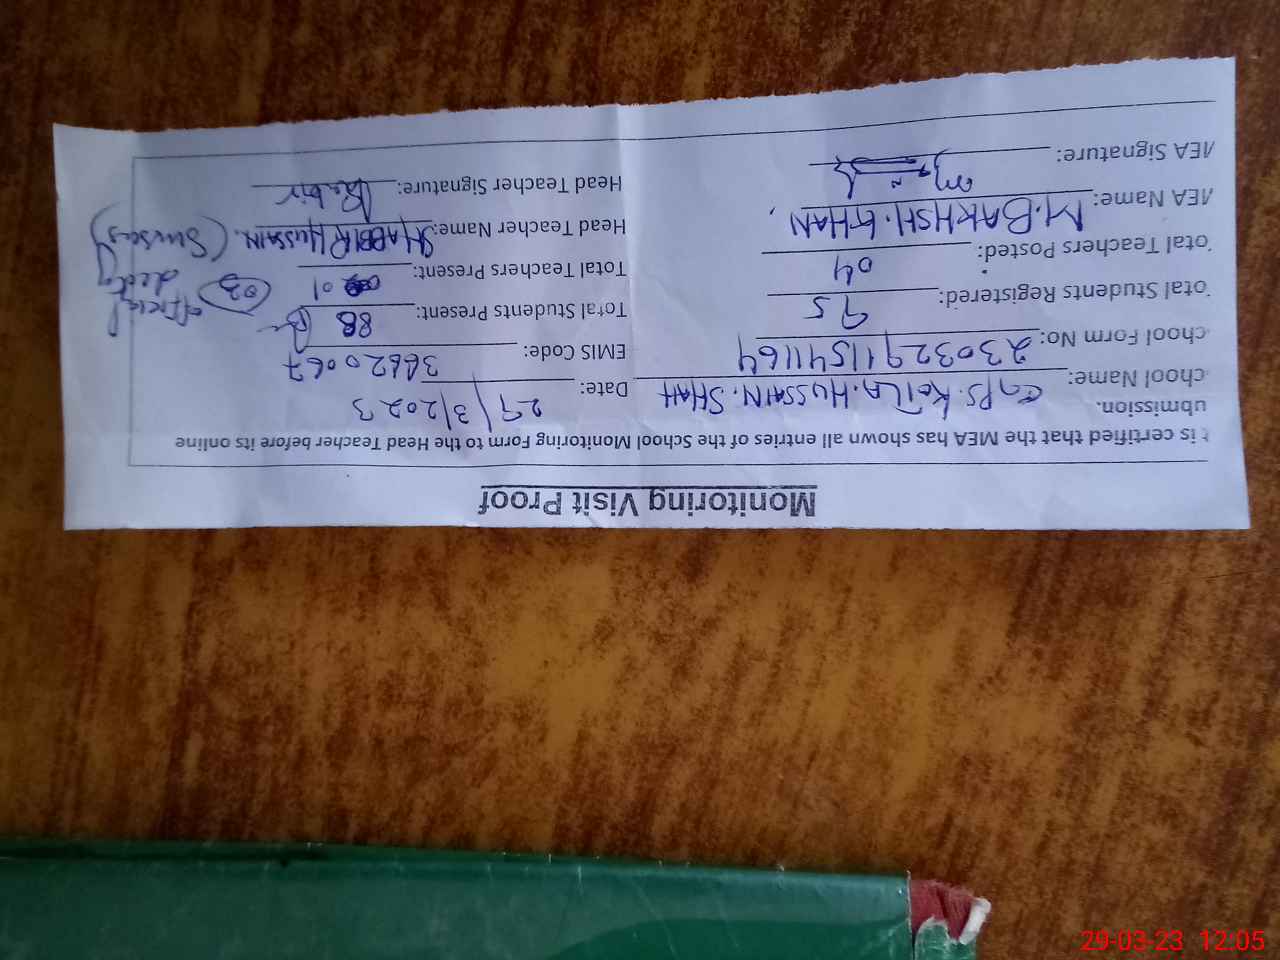 Monitoring Visit Proof
t is certified that the MEA has shown all entries of the School Monitoring Form to the Head Teacher before its online
ubmission.
chool Name: GPS. KOTLA. HUSSAIN. SHAH Date: 29/3/2023
chool Form No: 230329115411164 EMIS Code: 36620067
otal Students Registered: 95 Total Students Present: 88
otal Teachers Posted: 04 Total Teachers Present: 01 03 official duty
MEA Name: M. BAKHSH. KHAN. Head Teacher Name: SHABBIR HUSSAIN. (Survey)
MEA Signature: Head Teacher Signature:
29-03-23 12:05